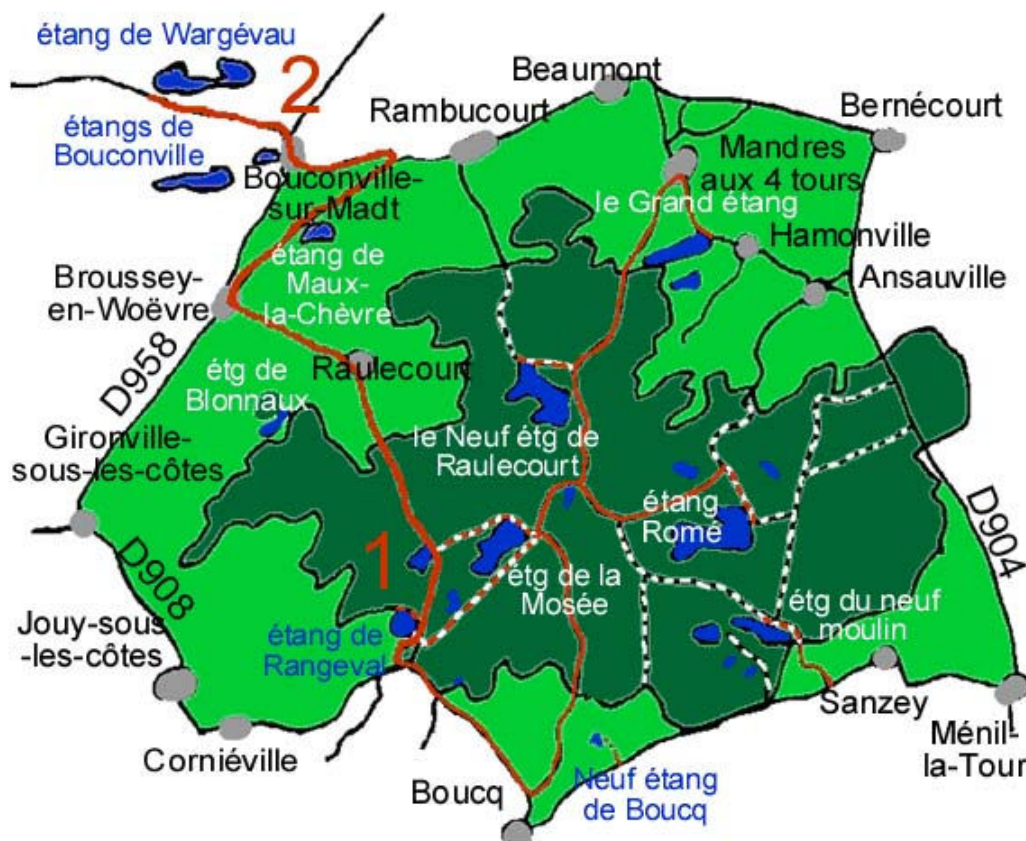 étang de Wargévau
2
étangs de
Bouconville
Bouconville-
sur-Madt
Rambucourt
Beaumont
Bernécourt
Mandres
aux 4 tours
le Grand étang
Hamonville
Ansauville
étang de
Maux-
la-Chèvre
Broussey-
en-Woëvre
D958
Raulecourt
étg de
Blonnaux
Gironville-
sous-les-côtes
le Neuf étg de
Raulecourt
étang
Romé
D904
1
D908
étg de la
Mosée
étg du neuf
moulin
Jouy-sous
-les-côtes
étang de
Rangeval
Sanzey
Ménil-
la-Tour
Corniéville
Boucq
Neuf étang
de Boucq